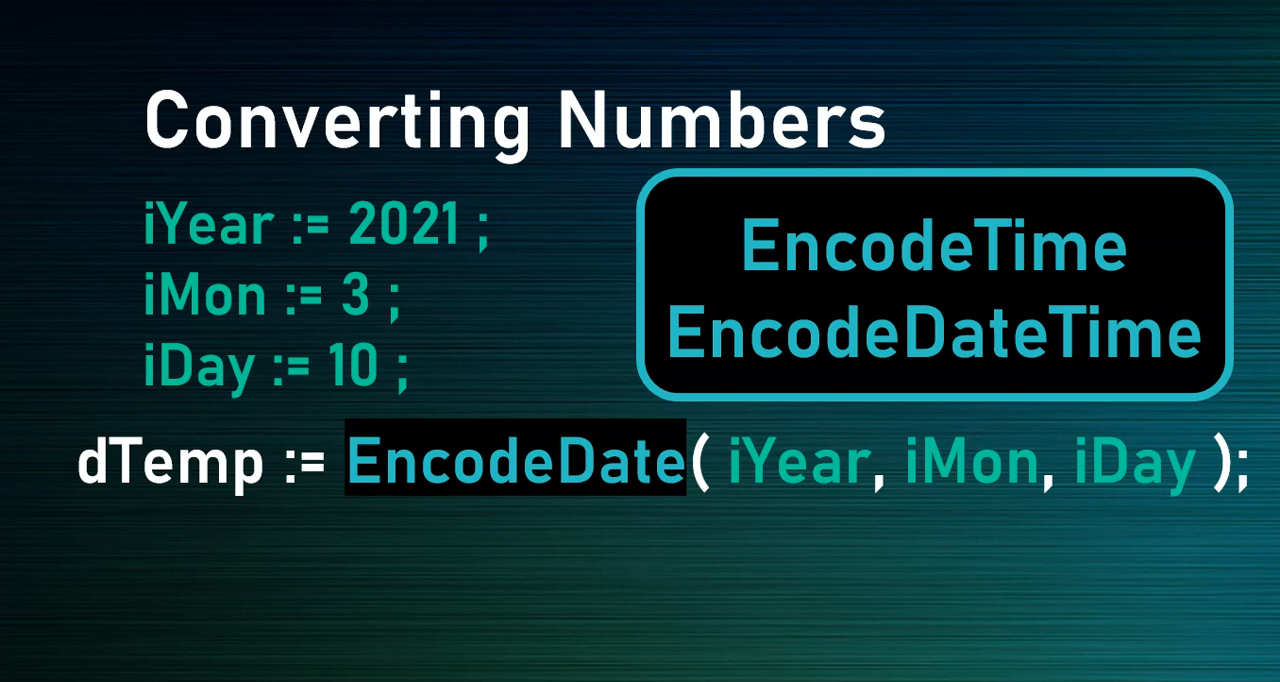 Converting Numbers
iYear := 2021 ;
iMon := 3 ;
iDay := 10 ;
EncodeTime
EncodeDateTime
dTemp := EncodeDate( iYear, iMon, iDay );